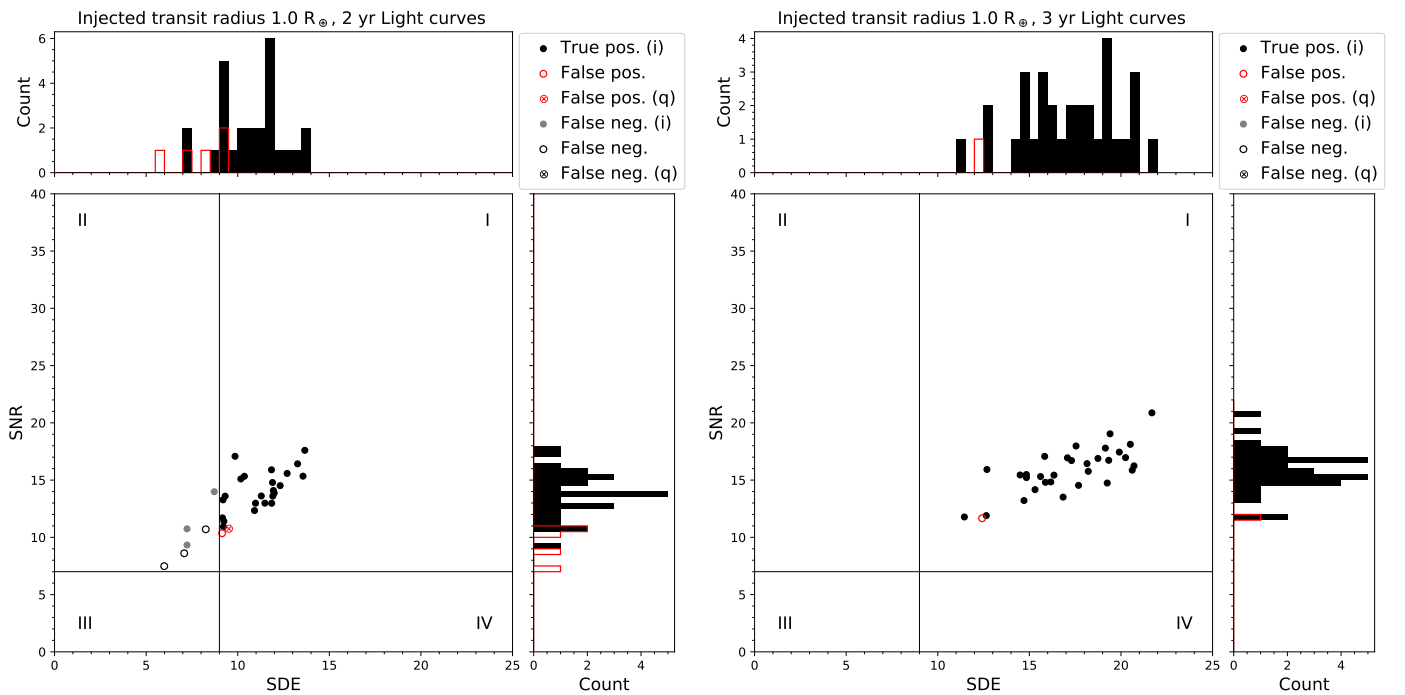 Injected transit radius 1.0 R⊕, 2 yr Light curves
6
4
2
0
Count
True pos. (i)
False pos.
False pos. (q)
False neg. (i)
False neg.
False neg. (q)
40
35
30
25
20
15
10
5
0
SNR
II
I
III
IV
0 5 10 15 20 25
SDE
0 2 4
Count
Injected transit radius 1.0 R⊕, 3 yr Light curves
4
3
2
1
0
Count
True pos. (i)
False pos.
False pos. (q)
False neg. (i)
False neg.
False neg. (q)
40
35
30
25
20
15
10
5
0
SNR
II
I
III
IV
0 5 10 15 20 25
SDE
0 2 4
Count